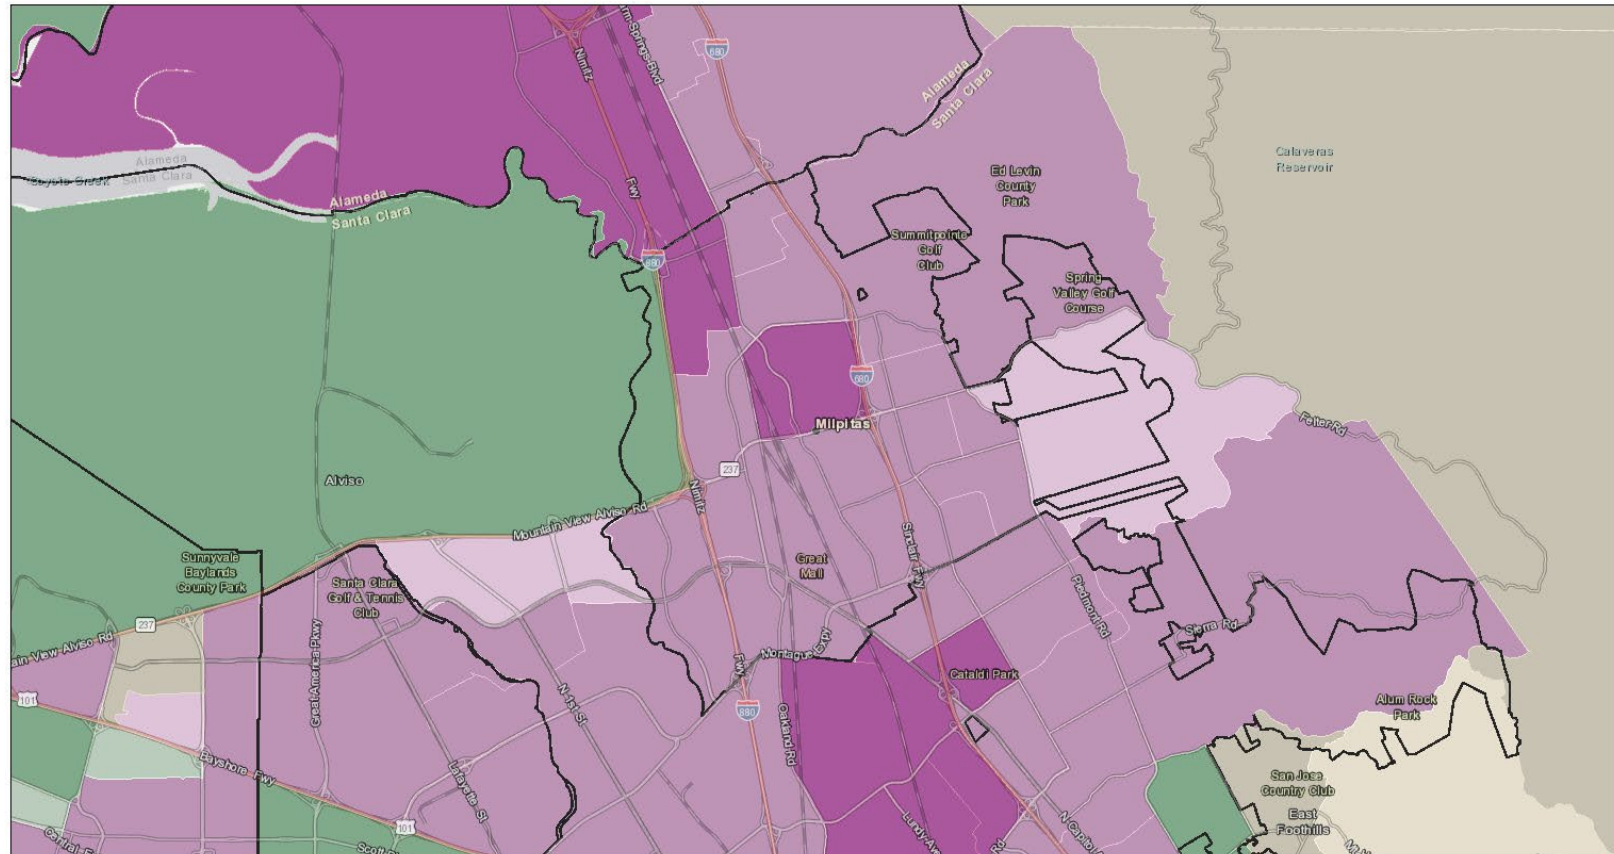 680
Nimitz
Alameda
Santa Clara
Alameda
Santa Clara
Coyote Creek
Fwy
Alameda
Santa Clara
Calaveras
Reservoir
Ed Levin
County
Park
Summitpointe
Golf
Club
880
Spring
Valley Golf
Course
680
Milpitas
Felter Rd
237
Alviso
Nimitz
Mountain View Alviso Rd
Sinclair Fwy
Great
Mall
Sunnyvale
Baylands
County Park
Santa Clara
Golf & Tennis
Club
Piedmont Rd
237
Sierra Rd
Great America Pkwy
Montague Expy
Fwy
Cataldi Park
N 1st St
101
880
Oakland Rd
Alum Rock
Park
Bayshore Fwy
Lafayette St
San Jose
Country Club
East
Foothills
101